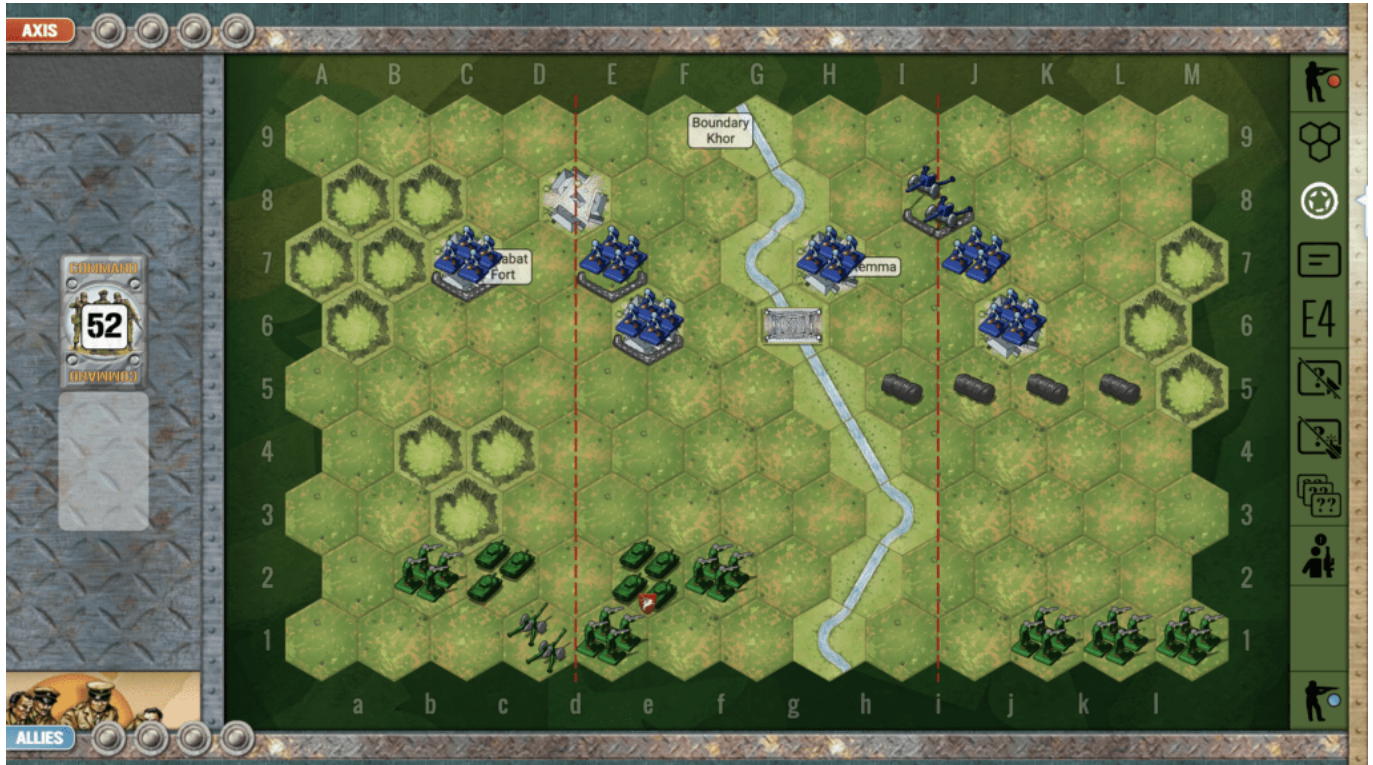 AXIS
A B C D E F G H I J K L M
9 9
Boundary
Khor
8 8
COMMAND
52
COMMAND
7 7
abat
Fort
emma
6 6
E4
5 5
?
4 4
?
3 3
??
2 2
1 1
a b c d e f g h i j k l
ALLIES